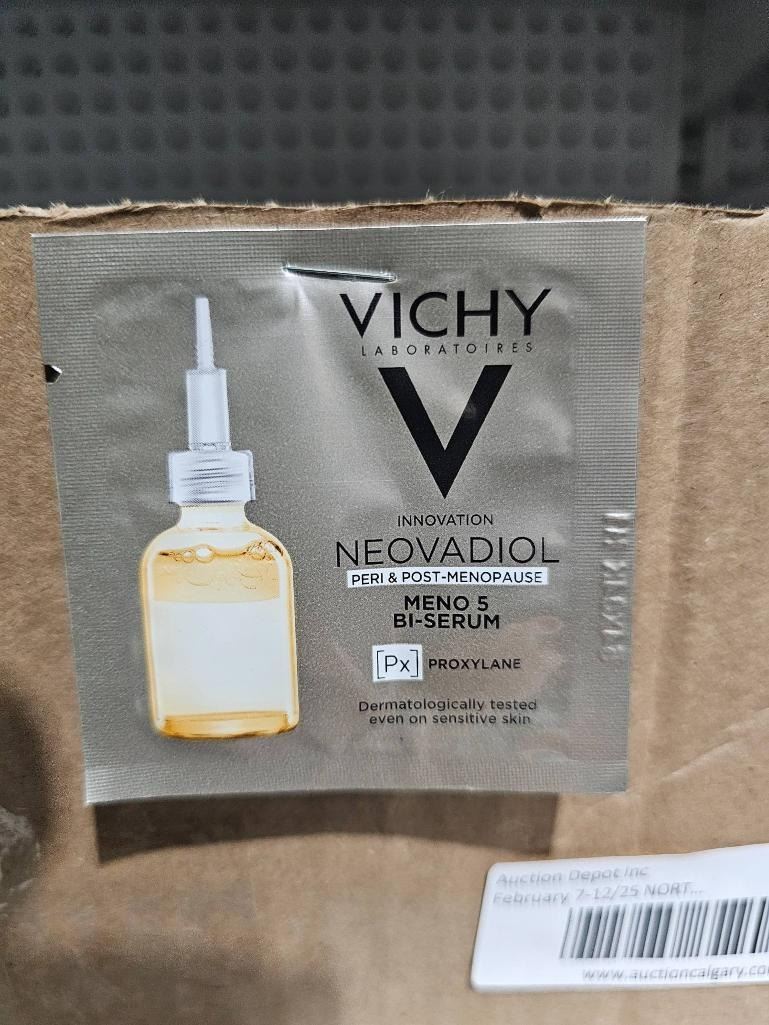 VICHY
LABORATOIRES
V
INNOVATION
NEOVADIOL
PERI & POST-MENOPAUSE
MENO 5
BI-SERUM
[Px] PROXYLANE
Dermatologically tested
even on sensitive skin
Auction Depot Inc
February 7-12/25 NORT...
www.auctioncalgary.co